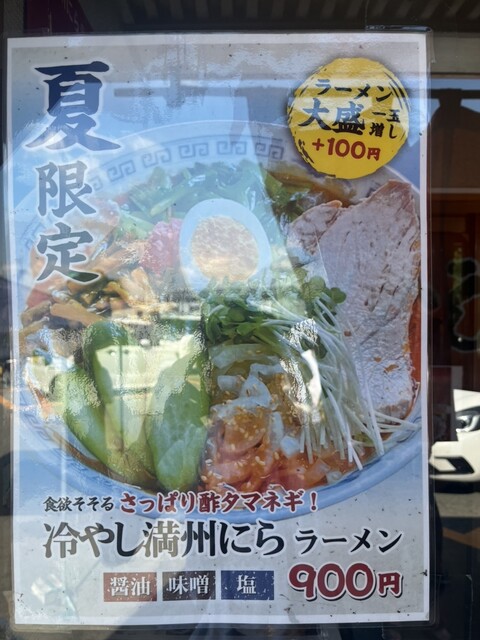 夏限定
ラーメン
大盛一玉増し
+100円
食欲そそるさっぱり酢タマネギ！
冷やし満州にらラーメン
醤油 味噌 塩 900円